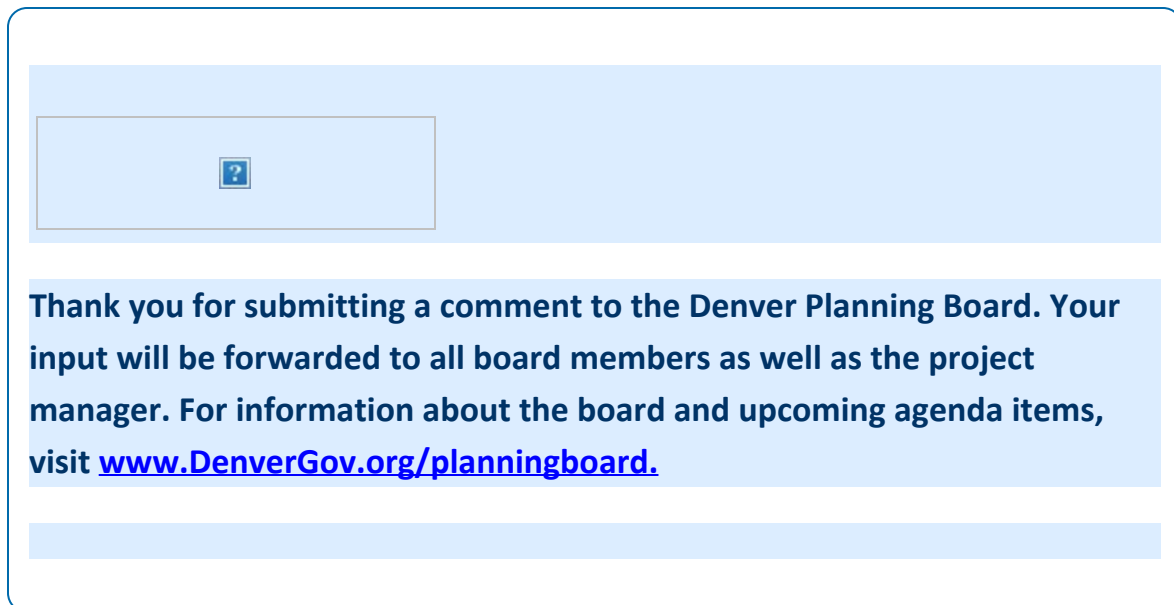 Thank you for submitting a comment to the Denver Planning Board. Your
input will be forwarded to all board members as well as the project
manager. For information about the board and upcoming agenda items,
visit www.DenverGov.org/planningboard.